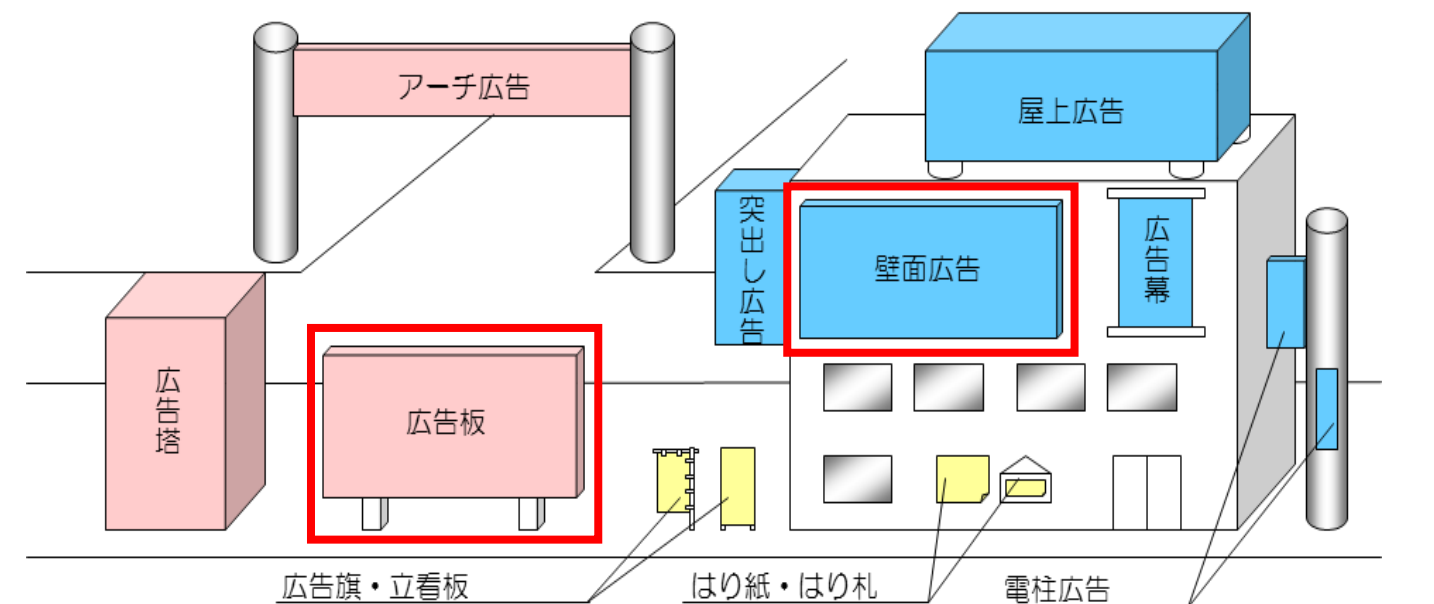 アーチ広告
屋上広告
突出し広告
壁面広告
広告幕
広告塔
広告板
広告旗・立看板
はり紙・はり札
電柱広告